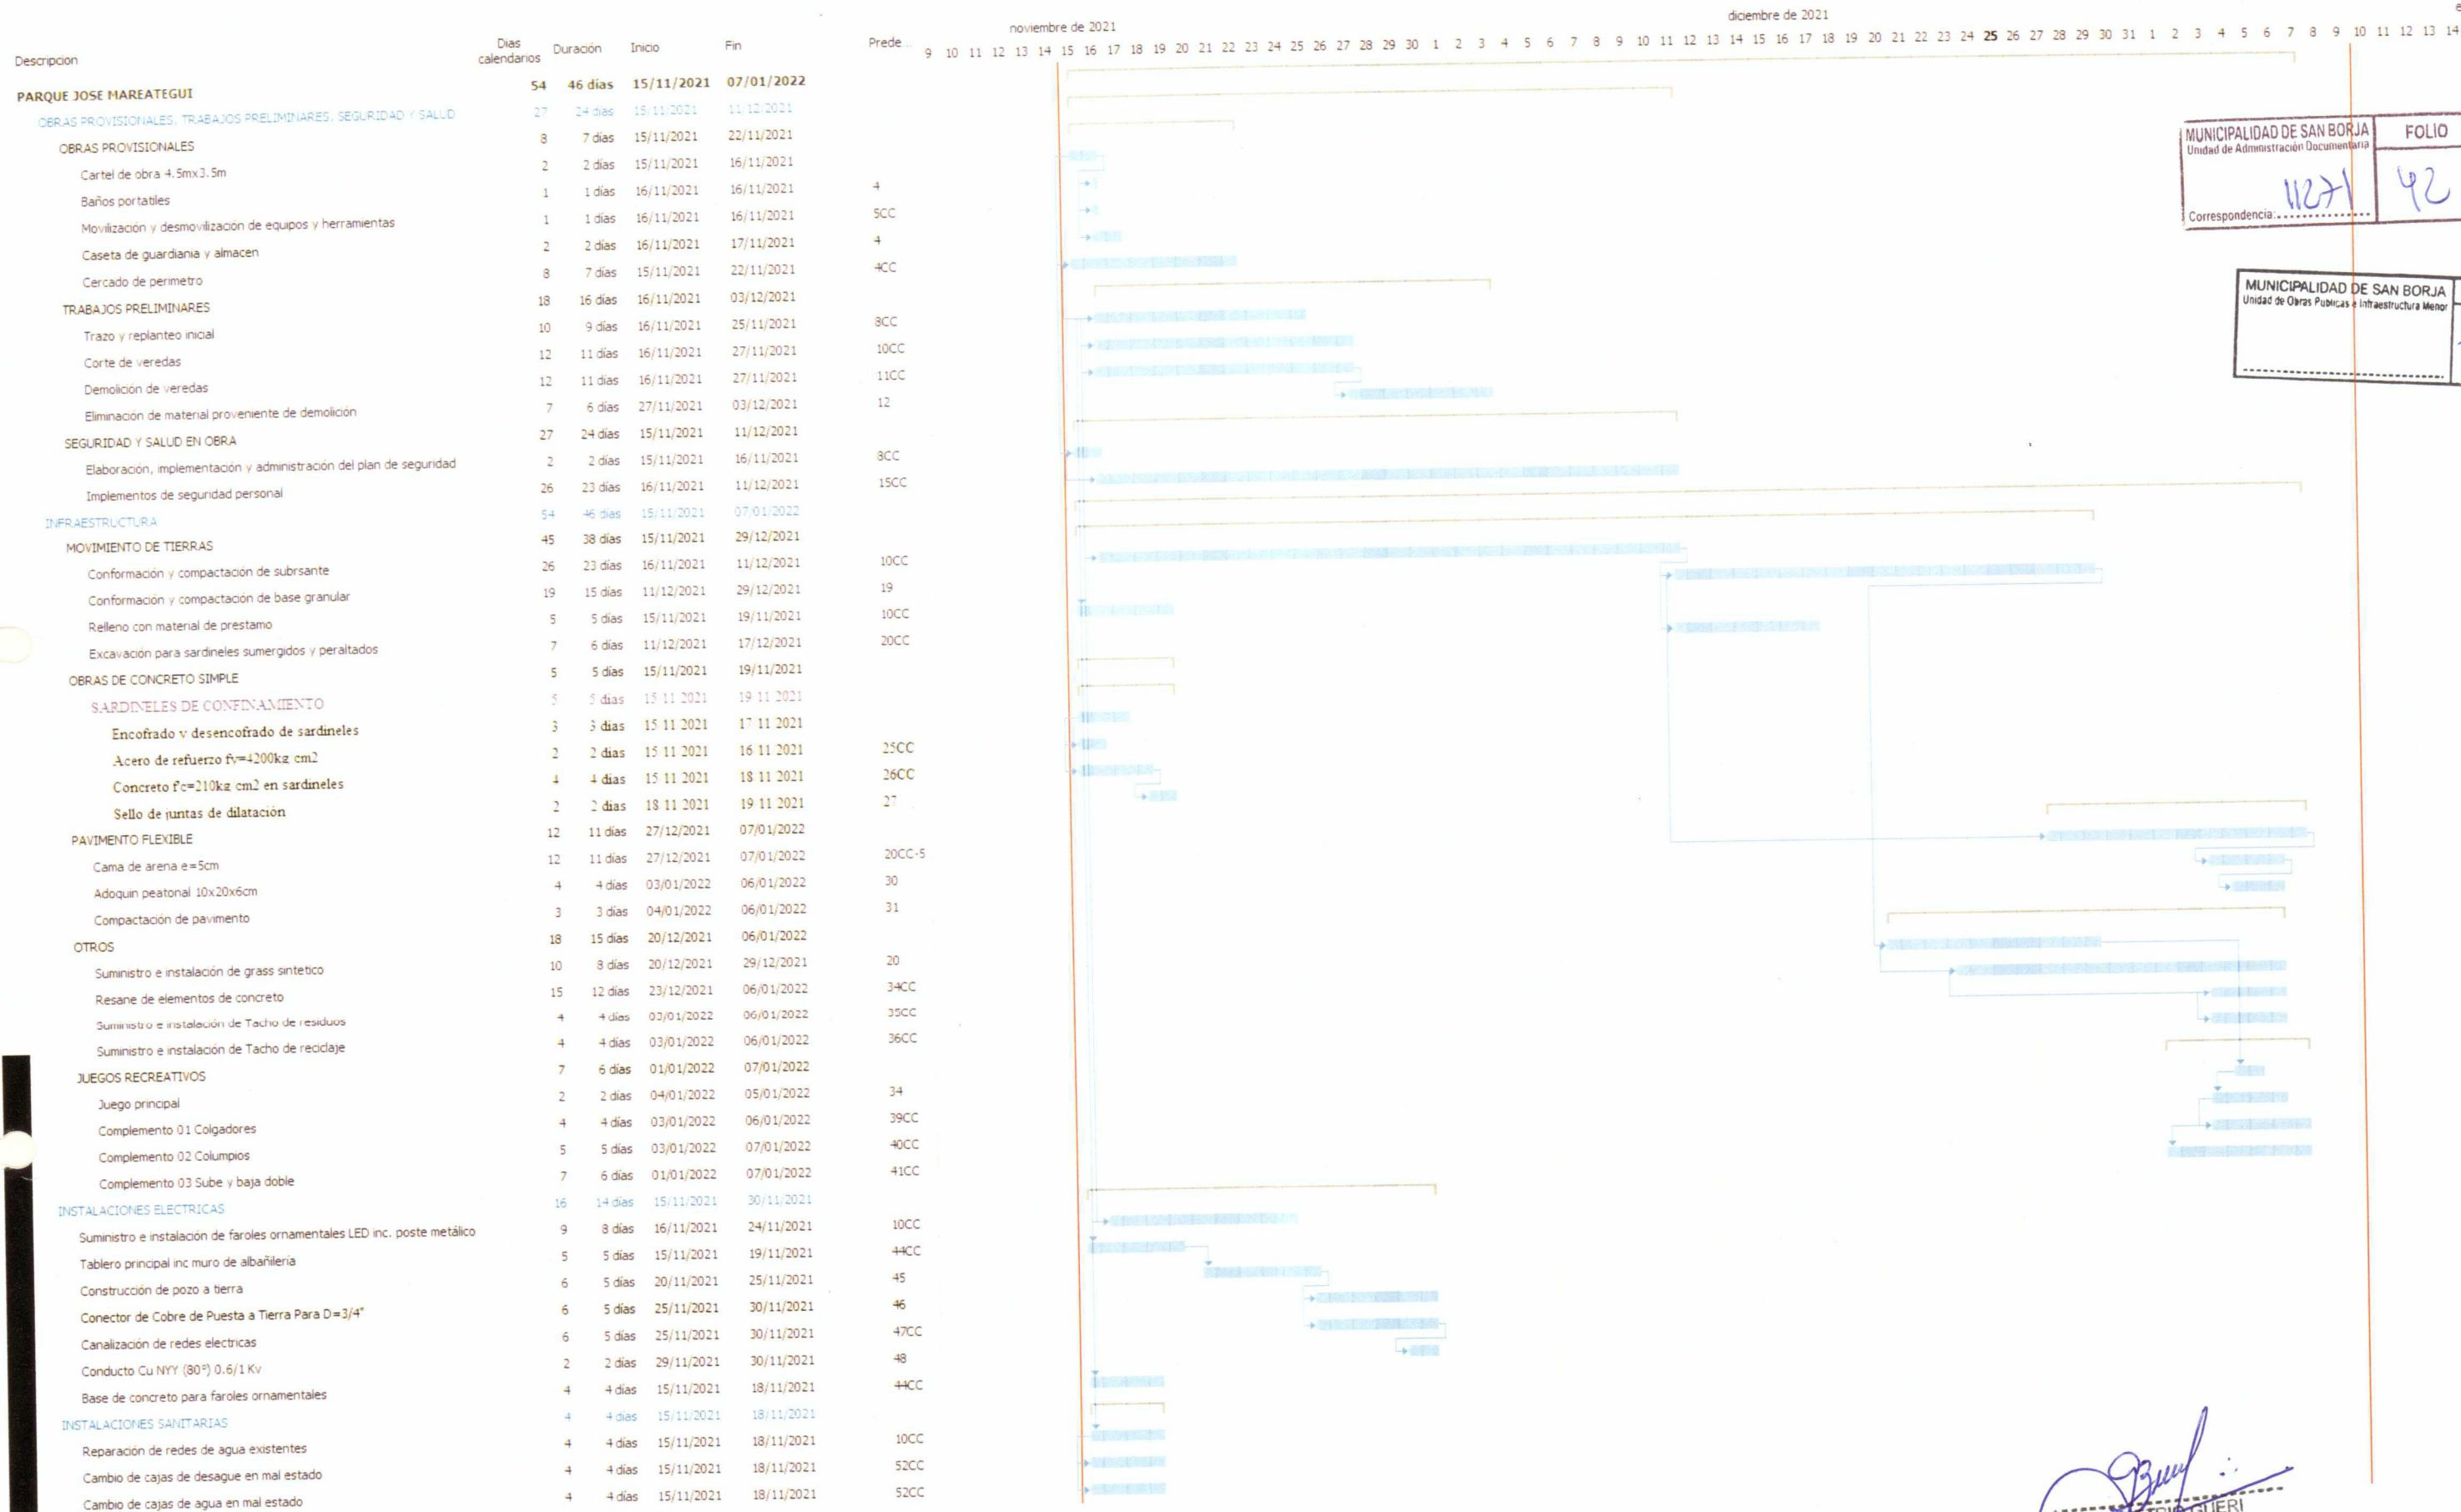 noviembre de 2021 diciembre de 2021 e
Descripcion Dias calendarios Duración Inicio Fin Prede... 9 10 11 12 13 14 15 16 17 18 19 20 21 22 23 24 25 26 27 28 29 30 1 2 3 4 5 6 7 8 9 10 11 12 13 14 15 16 17 18 19 20 21 22 23 24 25 26 27 28 29 30 31 1 2 3 4 5 6 7 8 9 10 11 12 13 14
PARQUE JOSE MAREATEGUI 54 46 días 15/11/2021 07/01/2022
OBRAS PROVISIONALES, TRABAJOS PRELIMINARES, SEGURIDAD Y SALUD 27 24 días 15/11/2021 11/12/2021
OBRAS PROVISIONALES 8 7 días 15/11/2021 22/11/2021
Cartel de obra 4.5mx3.5m 2 2 días 15/11/2021 16/11/2021
Baños portatiles 1 1 días 16/11/2021 16/11/2021 4
Movilización y desmovilización de equipos y herramientas 1 1 días 16/11/2021 16/11/2021 5CC
Caseta de guardiania y almacen 2 2 días 16/11/2021 17/11/2021 4
Cercado de perimetro 8 7 días 15/11/2021 22/11/2021 4CC
TRABAJOS PRELIMINARES 18 16 días 16/11/2021 03/12/2021
Trazo y replanteo inicial 10 9 días 16/11/2021 25/11/2021 8CC
Corte de veredas 12 11 días 16/11/2021 27/11/2021 10CC
Demolición de veredas 12 11 días 16/11/2021 27/11/2021 11CC
Eliminación de material proveniente de demolición 7 6 días 27/11/2021 03/12/2021 12
SEGURIDAD Y SALUD EN OBRA 27 24 días 15/11/2021 11/12/2021
Elaboración, implementación y administración del plan de seguridad 2 2 días 15/11/2021 16/11/2021 8CC
Implementos de seguridad personal 26 23 días 16/11/2021 11/12/2021 15CC
INFRAESTRUCTURA 54 46 días 15/11/2021 07/01/2022
MOVIMIENTO DE TIERRAS 45 38 días 15/11/2021 29/12/2021
Conformación y compactación de subrsante 26 23 días 16/11/2021 11/12/2021 10CC
Conformación y compactación de base granular 19 15 días 11/12/2021 29/12/2021 19
Relleno con material de prestamo 5 5 días 15/11/2021 19/11/2021 10CC
Excavación para sardineles sumergidos y peraltados 7 6 días 11/12/2021 17/12/2021 20CC
OBRAS DE CONCRETO SIMPLE 5 5 días 15/11/2021 19/11/2021
SARDINELES DE CONFINAMIENTO 5 5 días 15 11 2021 19 11 2021
Encofrado y desencofrado de sardineles 3 3 días 15 11 2021 17 11 2021
Acero de refuerzo fy=4200kg cm2 2 2 días 15 11 2021 16 11 2021 25CC
Concreto f'c=210kg cm2 en sardineles 4 4 días 15 11 2021 18 11 2021 26CC
Sello de juntas de dilatación 2 2 días 18 11 2021 19 11 2021 27
PAVIMENTO FLEXIBLE 12 11 días 27/12/2021 07/01/2022
Cama de arena e=5cm 12 11 días 27/12/2021 07/01/2022 20CC-5
Adoquin peatonal 10x20x6cm 4 4 días 03/01/2022 06/01/2022 30
Compactación de pavimento 3 3 días 04/01/2022 06/01/2022 31
OTROS 18 15 días 20/12/2021 06/01/2022
Suministro e instalación de grass sintetico 10 8 días 20/12/2021 29/12/2021 20
Resane de elementos de concreto 15 12 días 23/12/2021 06/01/2022 34CC
Suministro e instalación de Tacho de residuos 4 4 días 03/01/2022 06/01/2022 35CC
Suministro e instalación de Tacho de reciclaje 4 4 días 03/01/2022 06/01/2022 36CC
JUEGOS RECREATIVOS 7 6 días 01/01/2022 07/01/2022
Juego principal 2 2 días 04/01/2022 05/01/2022 34
Complemento 01 Colgadores 4 4 días 03/01/2022 06/01/2022 39CC
Complemento 02 Columpios 5 5 días 03/01/2022 07/01/2022 40CC
Complemento 03 Sube y baja doble 7 6 días 01/01/2022 07/01/2022 41CC
INSTALACIONES ELECTRICAS 16 14 días 15/11/2021 30/11/2021
Suministro e instalación de faroles ornamentales LED inc. poste metálico 9 8 días 16/11/2021 24/11/2021 10CC
Tablero principal inc muro de albañileria 5 5 días 15/11/2021 19/11/2021 44CC
Construcción de pozo a tierra 6 5 días 20/11/2021 25/11/2021 45
Conector de Cobre de Puesta a Tierra Para D=3/4" 6 5 días 25/11/2021 30/11/2021 46
Canalización de redes electricas 6 5 días 25/11/2021 30/11/2021 47CC
Conducto Cu NYY (80°) 0.6/1 Kv 2 2 días 29/11/2021 30/11/2021 48
Base de concreto para faroles ornamentales 4 4 días 15/11/2021 18/11/2021 44CC
INSTALACIONES SANITARIAS 4 4 días 15/11/2021 18/11/2021
Reparación de redes de agua existentes 4 4 días 15/11/2021 18/11/2021 10CC
Cambio de cajas de desague en mal estado 4 4 días 15/11/2021 18/11/2021 52CC
Cambio de cajas de agua en mal estado 4 4 días 15/11/2021 18/11/2021 52CC
MUNICIPALIDAD DE SAN BORJA FOLIO
Unidad de Administración Documentaria
11271 42
Correspondencia:
MUNICIPALIDAD DE SAN BORJA
Unidad de Obras Publicas e Infraestructura Menor
GUERI